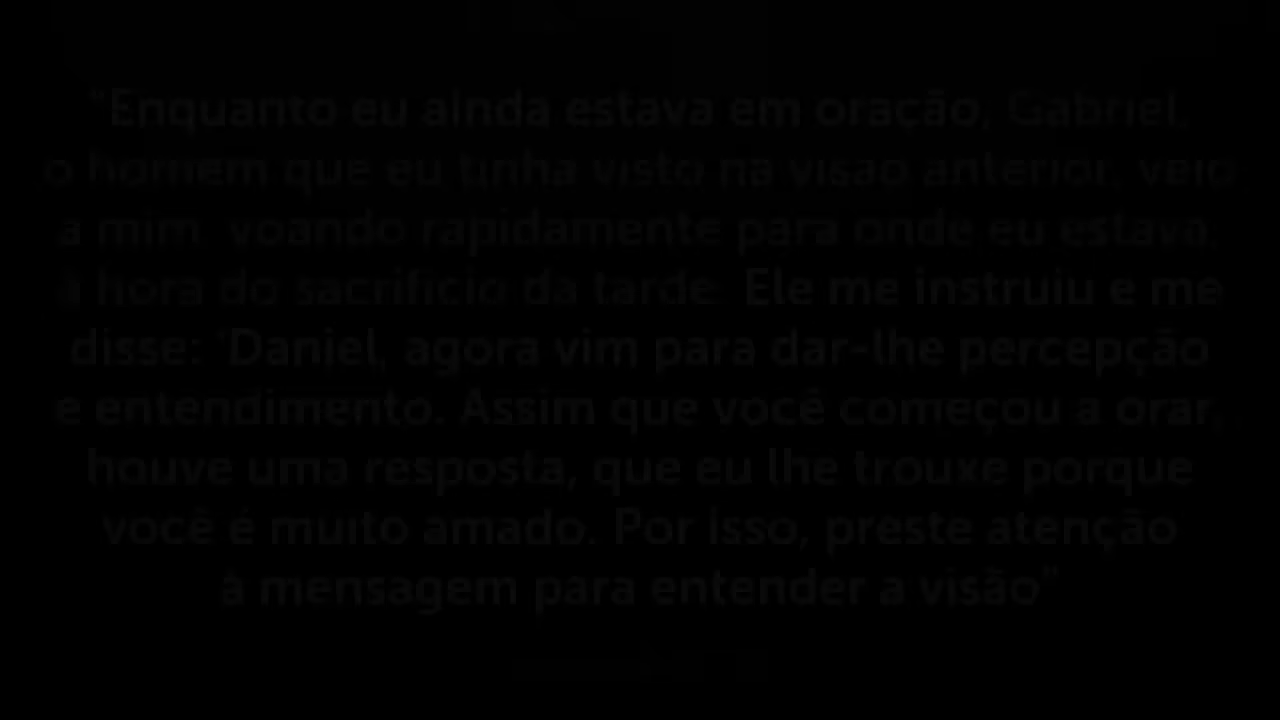 "Enquanto eu ainda estava em oração, Gabriel,
o homem que eu tinha visto na visão anterior, veio
a mim, voando rapidamente para onde eu estava,
à hora do sacrifício da tarde. Ele me instruiu e me
disse: 'Daniel, agora vim para dar-lhe percepção
e entendimento. Assim que você começou a orar,
houve uma resposta, que eu lhe trouxe porque
você é muito amado. Por isso, preste atenção
à mensagem para entender a visão"